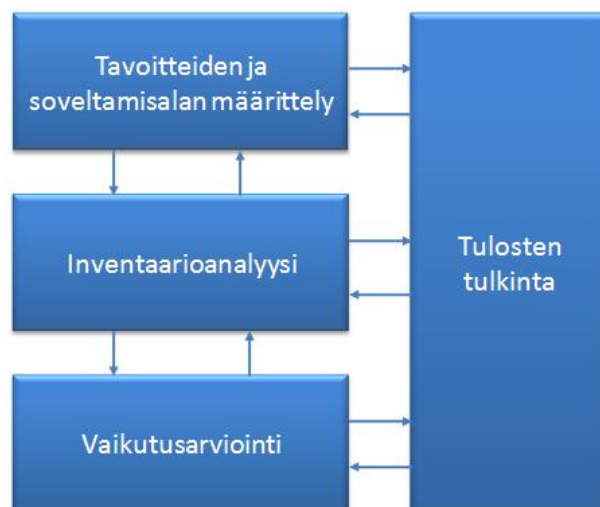 Tavoitteiden ja
soveltamisalan määrittely
Inventaarioanalyysi
Vaikutusarviointi
Tulosten
tulkinta